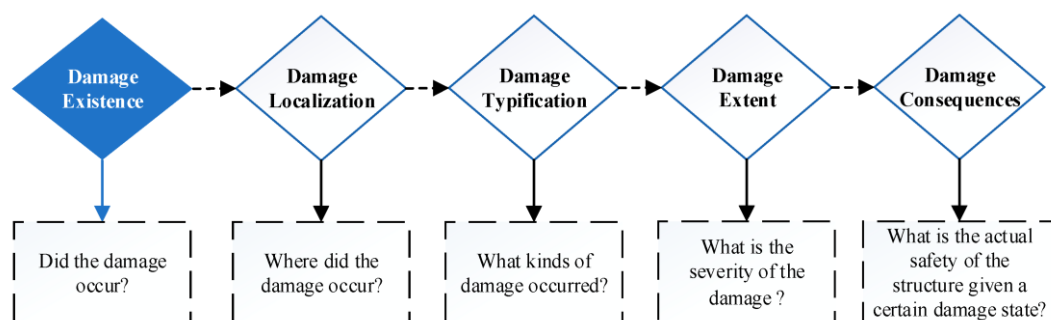 Damage
Existence
Damage
Localization
Damage
Typification
Damage
Extent
Damage
Consequences
Did the damage
occur?
Where did the
damage occur?
What kinds of
damage occurred?
What is the
severity of the
damage ?
What is the actual
safety of the
structure given a
certain damage state?